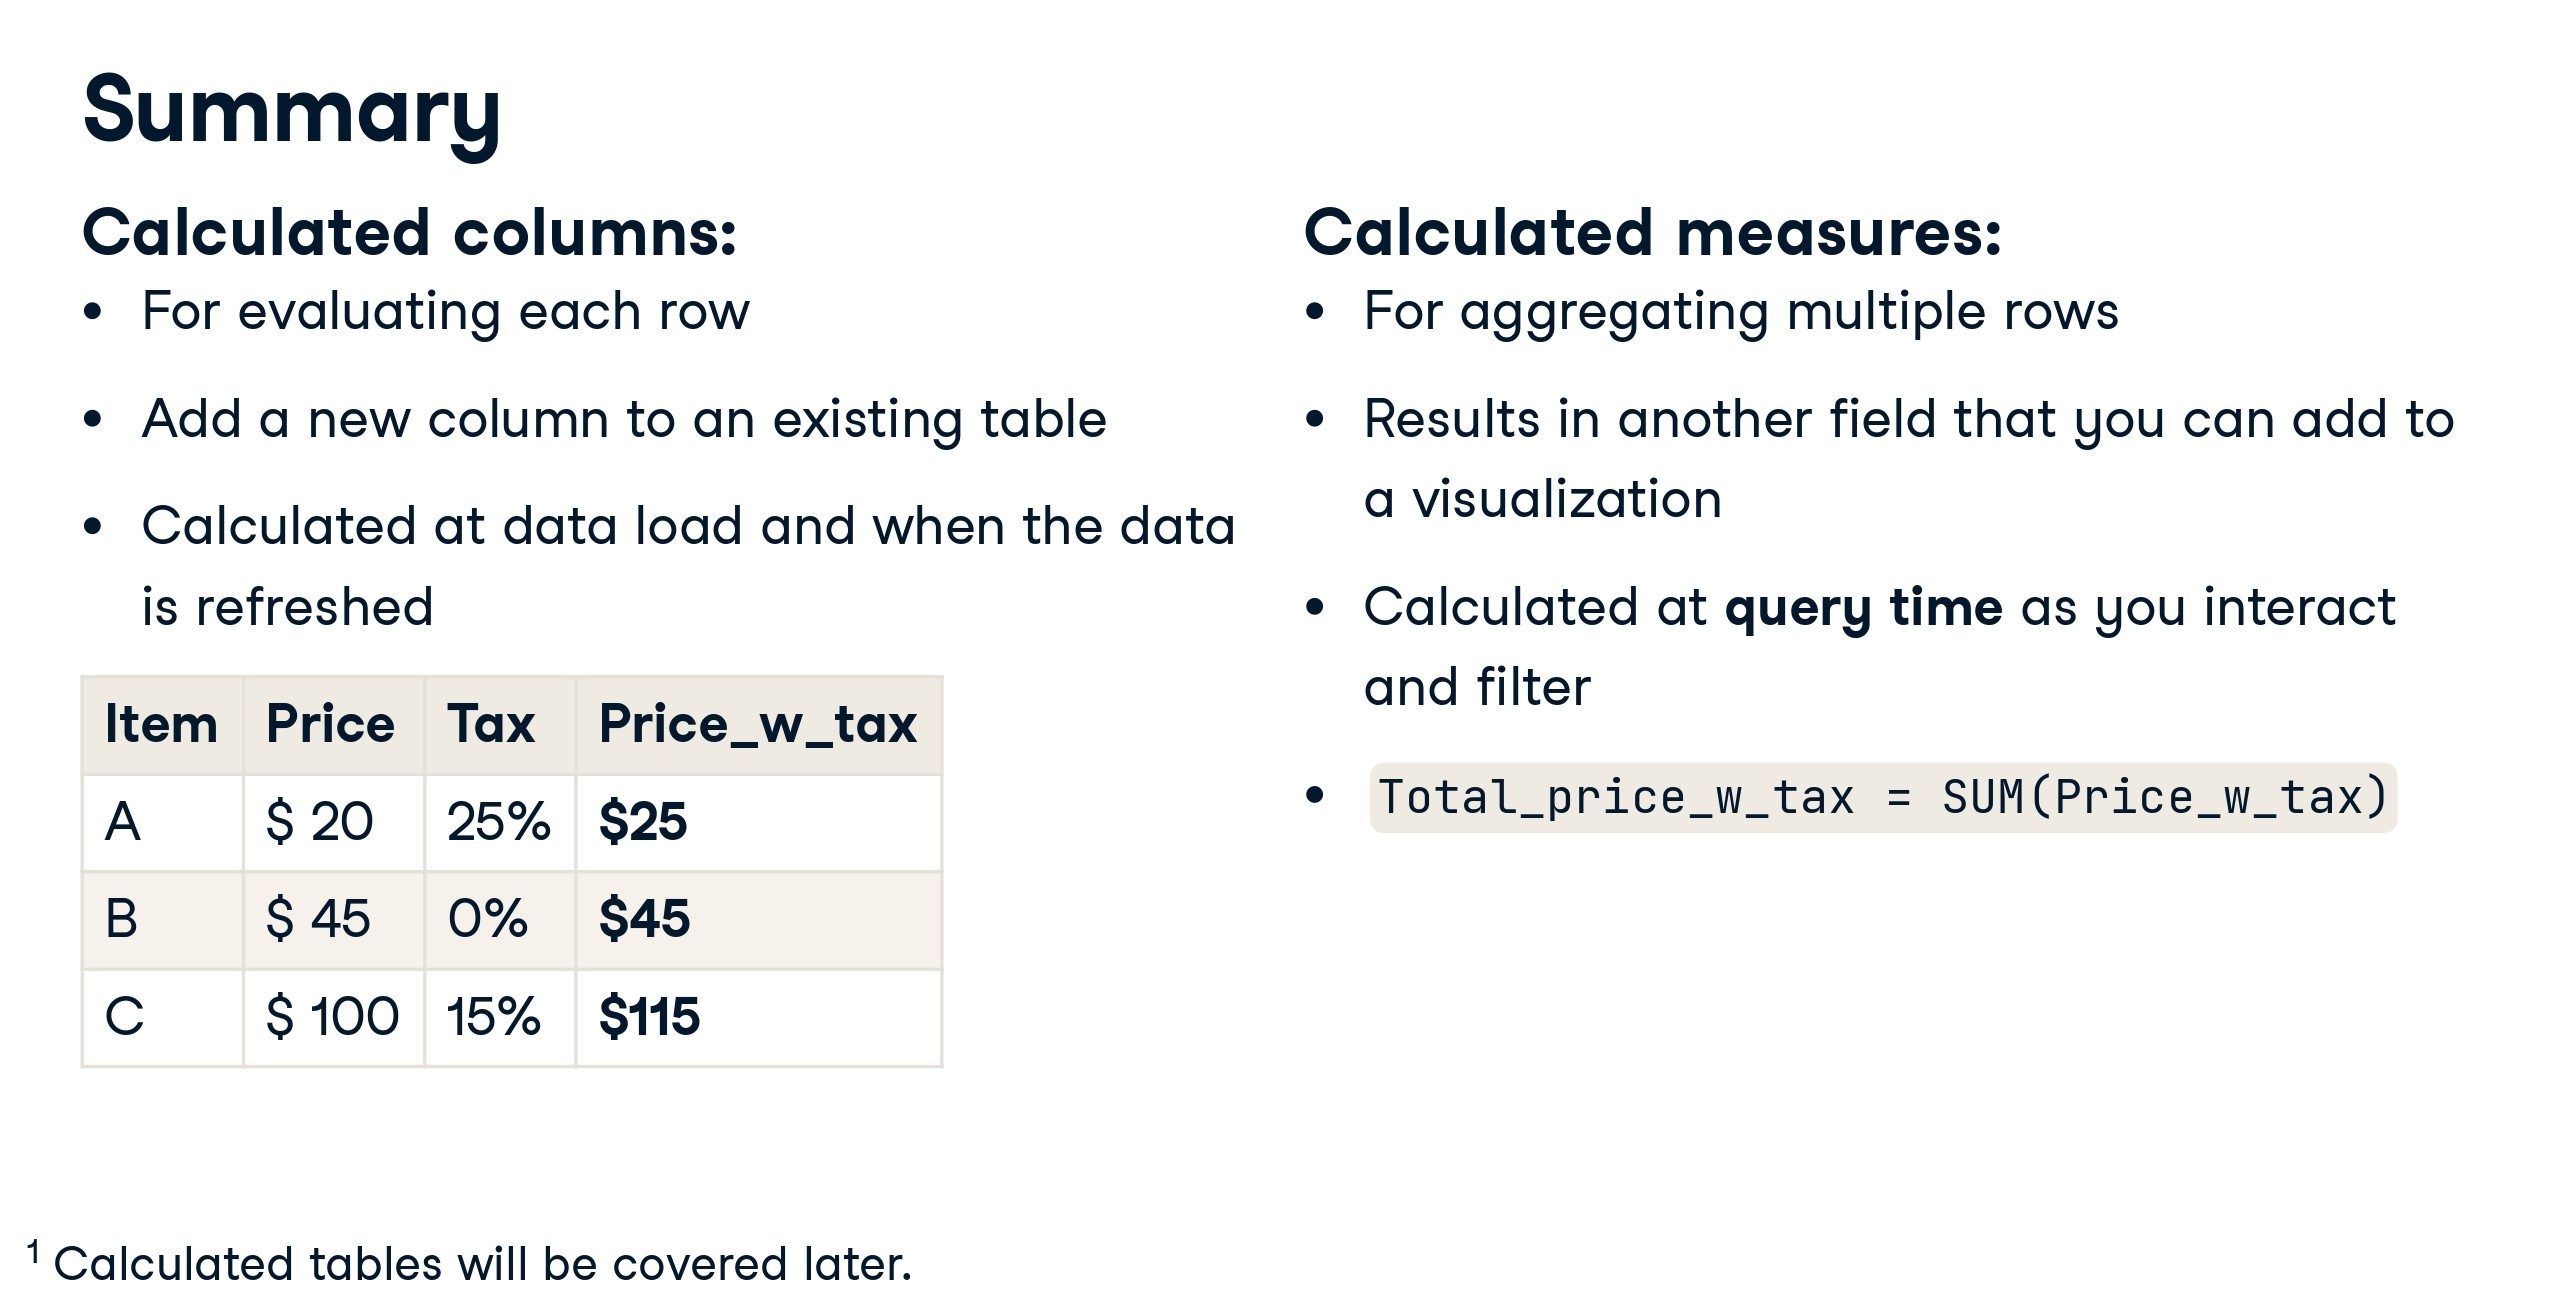 Summary
Calculated columns:
• For evaluating each row
• Add a new column to an existing table
• Calculated at data load and when the data
is refreshed
Item Price Tax Price_w_tax
A $ 20 25% $25
B $ 45 0% $45
C $ 100 15% $115
Calculated measures:
• For aggregating multiple rows
• Results in another field that you can add to
a visualization
• Calculated at query time as you interact
and filter
• Total_price_w_tax = SUM(Price_w_tax)
1 Calculated tables will be covered later.